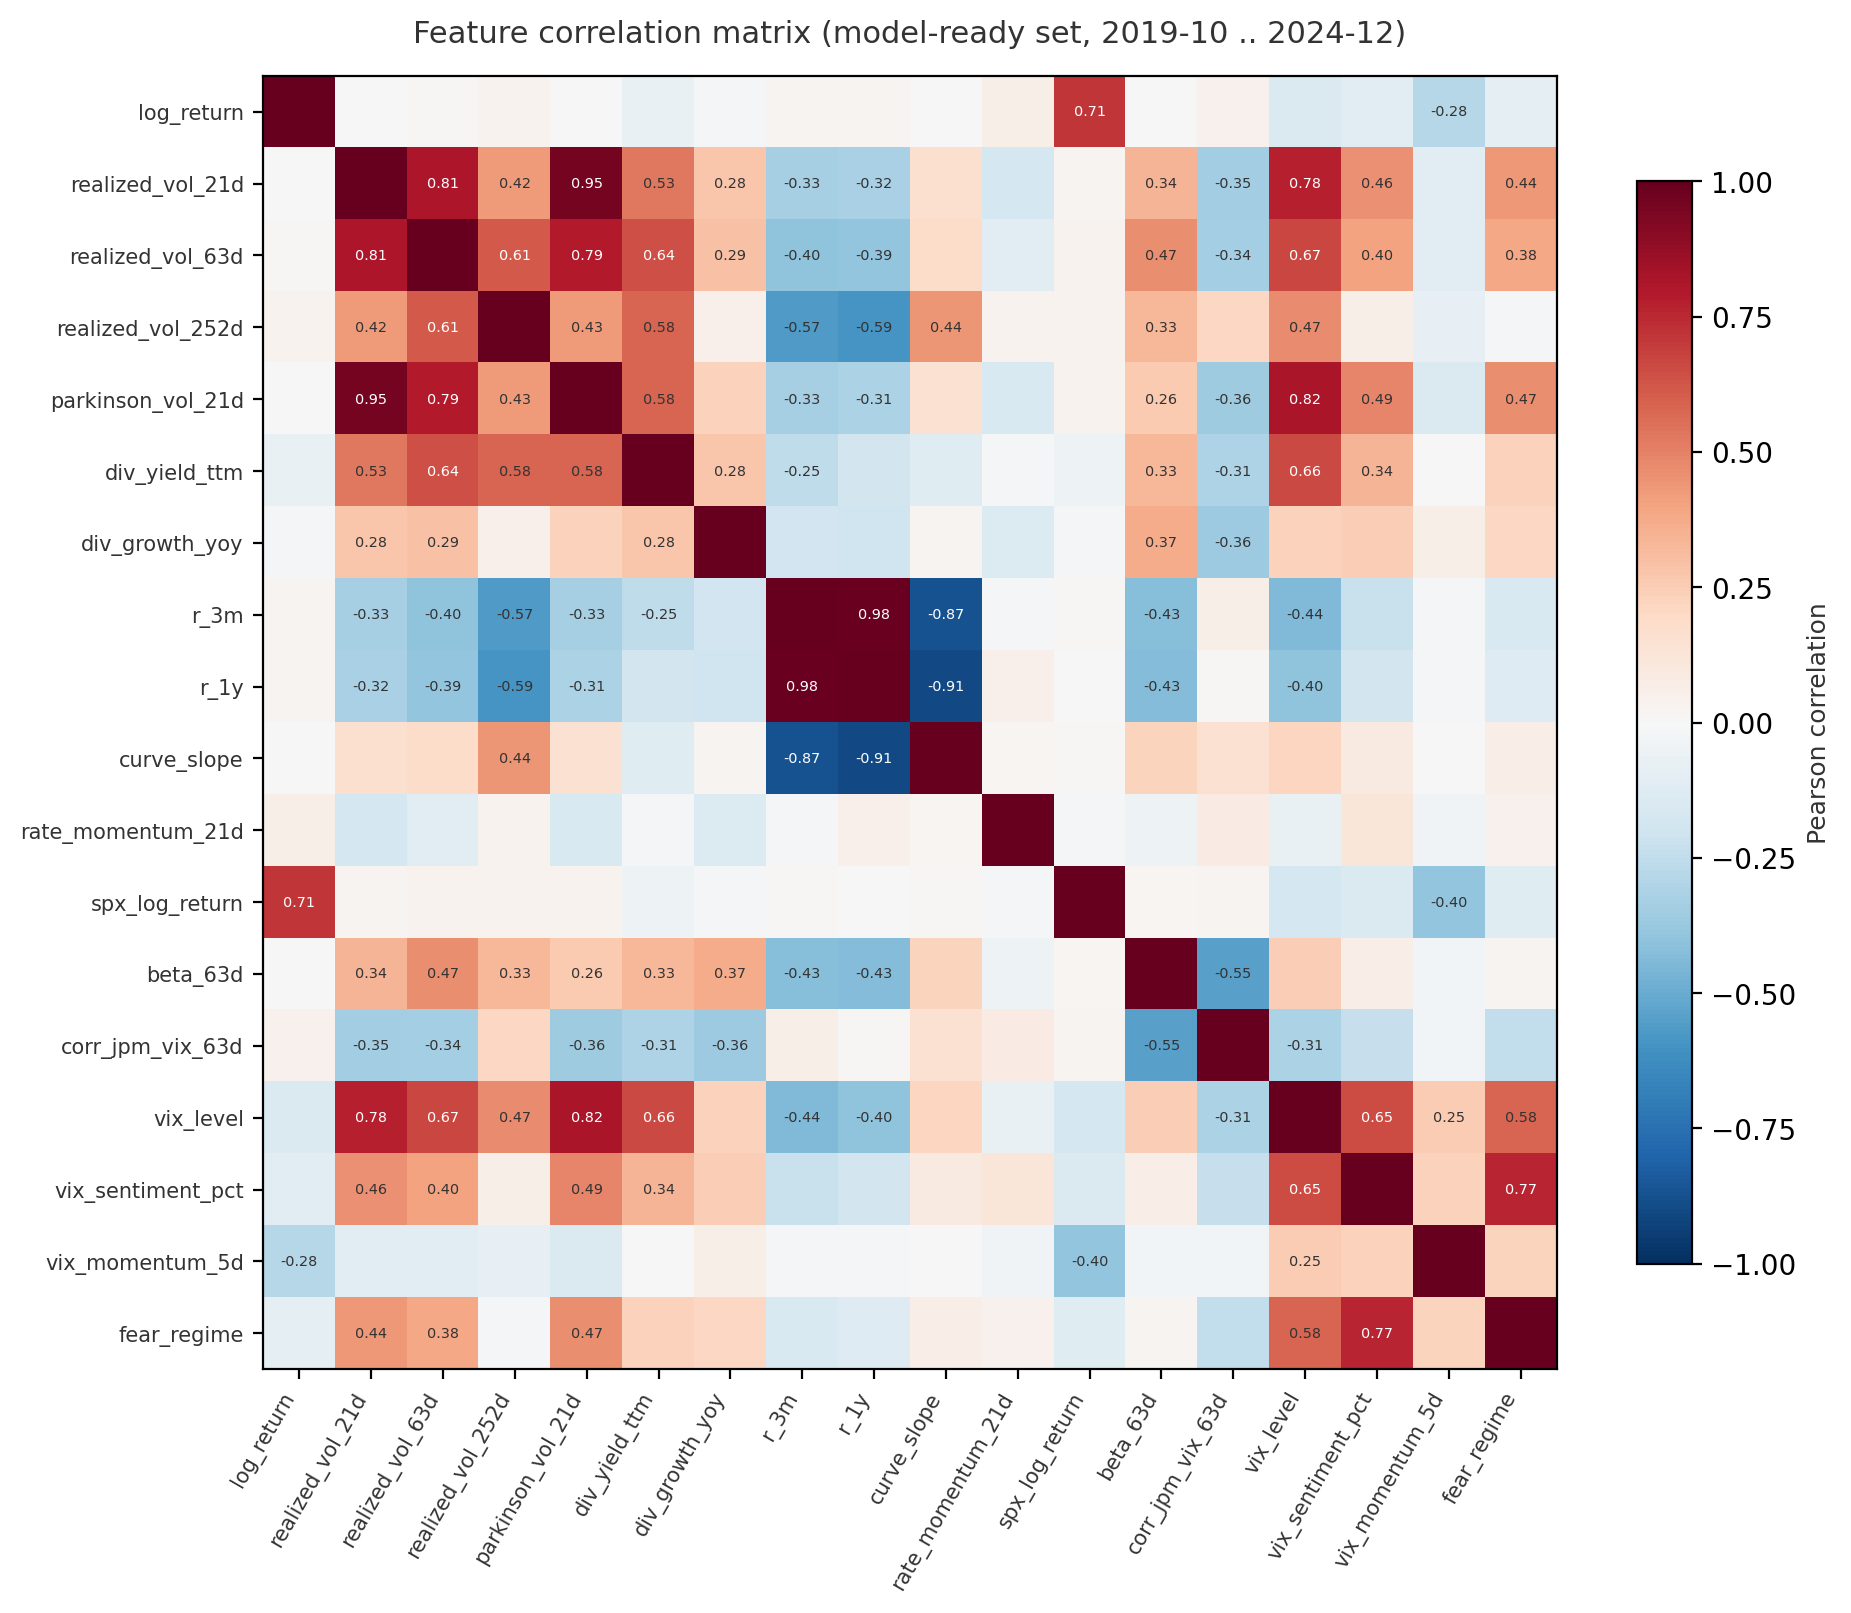 Feature correlation matrix (model-ready set, 2019-10 .. 2024-12)
log_return 0.71 -0.28
realized_vol_21d 0.81 0.42 0.95 0.53 0.28 -0.33 -0.32 0.34 -0.35 0.78 0.46 0.44
realized_vol_63d 0.81 0.61 0.79 0.64 0.29 -0.40 -0.39 0.47 -0.34 0.67 0.40 0.38
realized_vol_252d 0.42 0.61 0.43 0.58 -0.57 -0.59 0.44 0.33 0.47
parkinson_vol_21d 0.95 0.79 0.43 0.58 -0.33 -0.31 0.26 -0.36 0.82 0.49 0.47
div_yield_ttm 0.53 0.64 0.58 0.58 0.28 -0.25 0.33 -0.31 0.66 0.34
div_growth_yoy 0.28 0.29 0.28 0.37 -0.36
r_3m -0.33 -0.40 -0.57 -0.33 -0.25 0.98 -0.87 -0.43 -0.44
r_1y -0.32 -0.39 -0.59 -0.31 0.98 -0.91 -0.43 -0.40
curve_slope 0.44 -0.87 -0.91
rate_momentum_21d
spx_log_return 0.71 -0.40
beta_63d 0.34 0.47 0.33 0.26 0.33 0.37 -0.43 -0.43 -0.55
corr_jpm_vix_63d -0.35 -0.34 -0.36 -0.31 -0.36 -0.55 -0.31
vix_level 0.78 0.67 0.47 0.82 0.66 -0.44 -0.40 -0.31 0.65 0.25 0.58
vix_sentiment_pct 0.46 0.40 0.49 0.34 0.65 0.77
vix_momentum_5d -0.28 -0.40 0.25
fear_regime 0.44 0.38 0.47 0.58 0.77
log_return
realized_vol_21d
realized_vol_63d
realized_vol_252d
parkinson_vol_21d
div_yield_ttm
div_growth_yoy
r_3m
r_1y
curve_slope
rate_momentum_21d
spx_log_return
beta_63d
corr_jpm_vix_63d
vix_level
vix_sentiment_pct
vix_momentum_5d
fear_regime
1.00
0.75
0.50
0.25
0.00
−0.25
−0.50
−0.75
−1.00
Pearson correlation